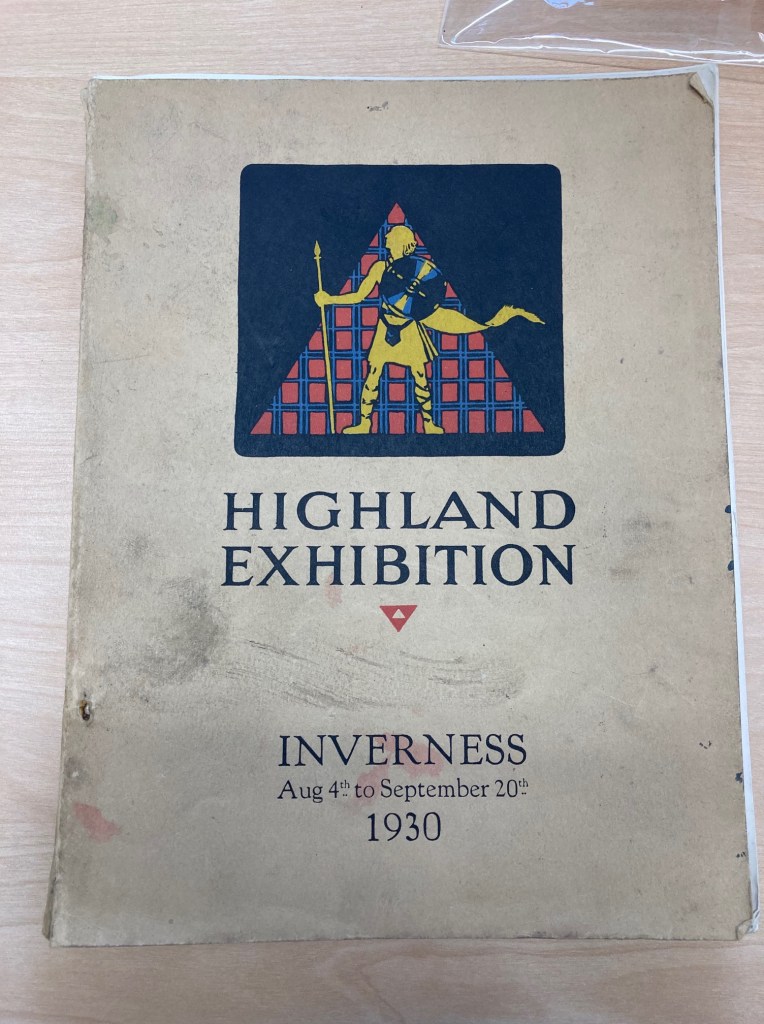 HIGHLAND
EXHIBITION
INVERNESS
Aug 4th to September 20th
1930